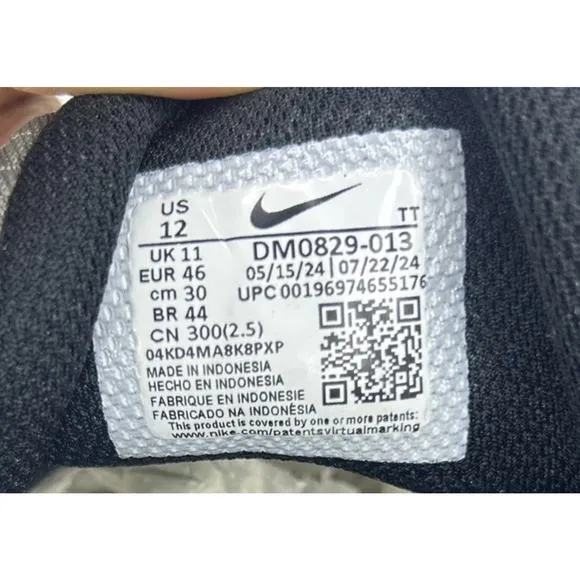 US
12
TT
UK 11
DM0829-013
EUR 46
05/15/24 | 07/22/24
cm 30
UPC 00196974655176
BR 44
CN 300(2.5)
04KD4MA8K8PXP
MADE IN INDONESIA
HECHO EN INDONESIA
FABRIQUE EN INDONESIE
FABRICADO NA INDONÉSIA
This product is covered by one or more patents:
www.nike.com/patentsvirtualmarking